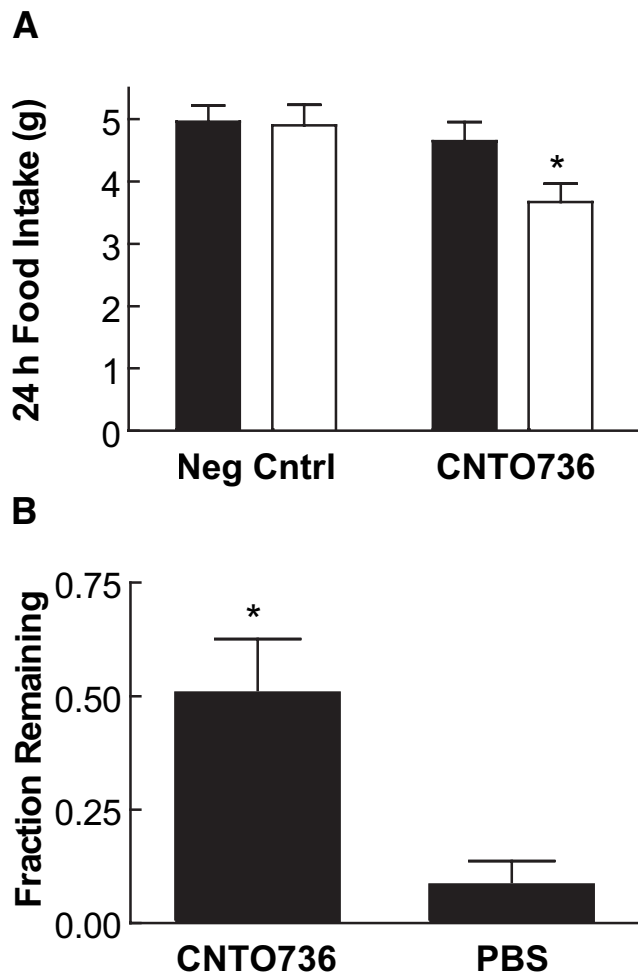 A
24 h Food Intake (g)
5
4
3
2
1
0
*
Neg Cntrl CNTO736
B
Fraction Remaining
0.75
0.50
0.25
0.00
*
CNTO736 PBS